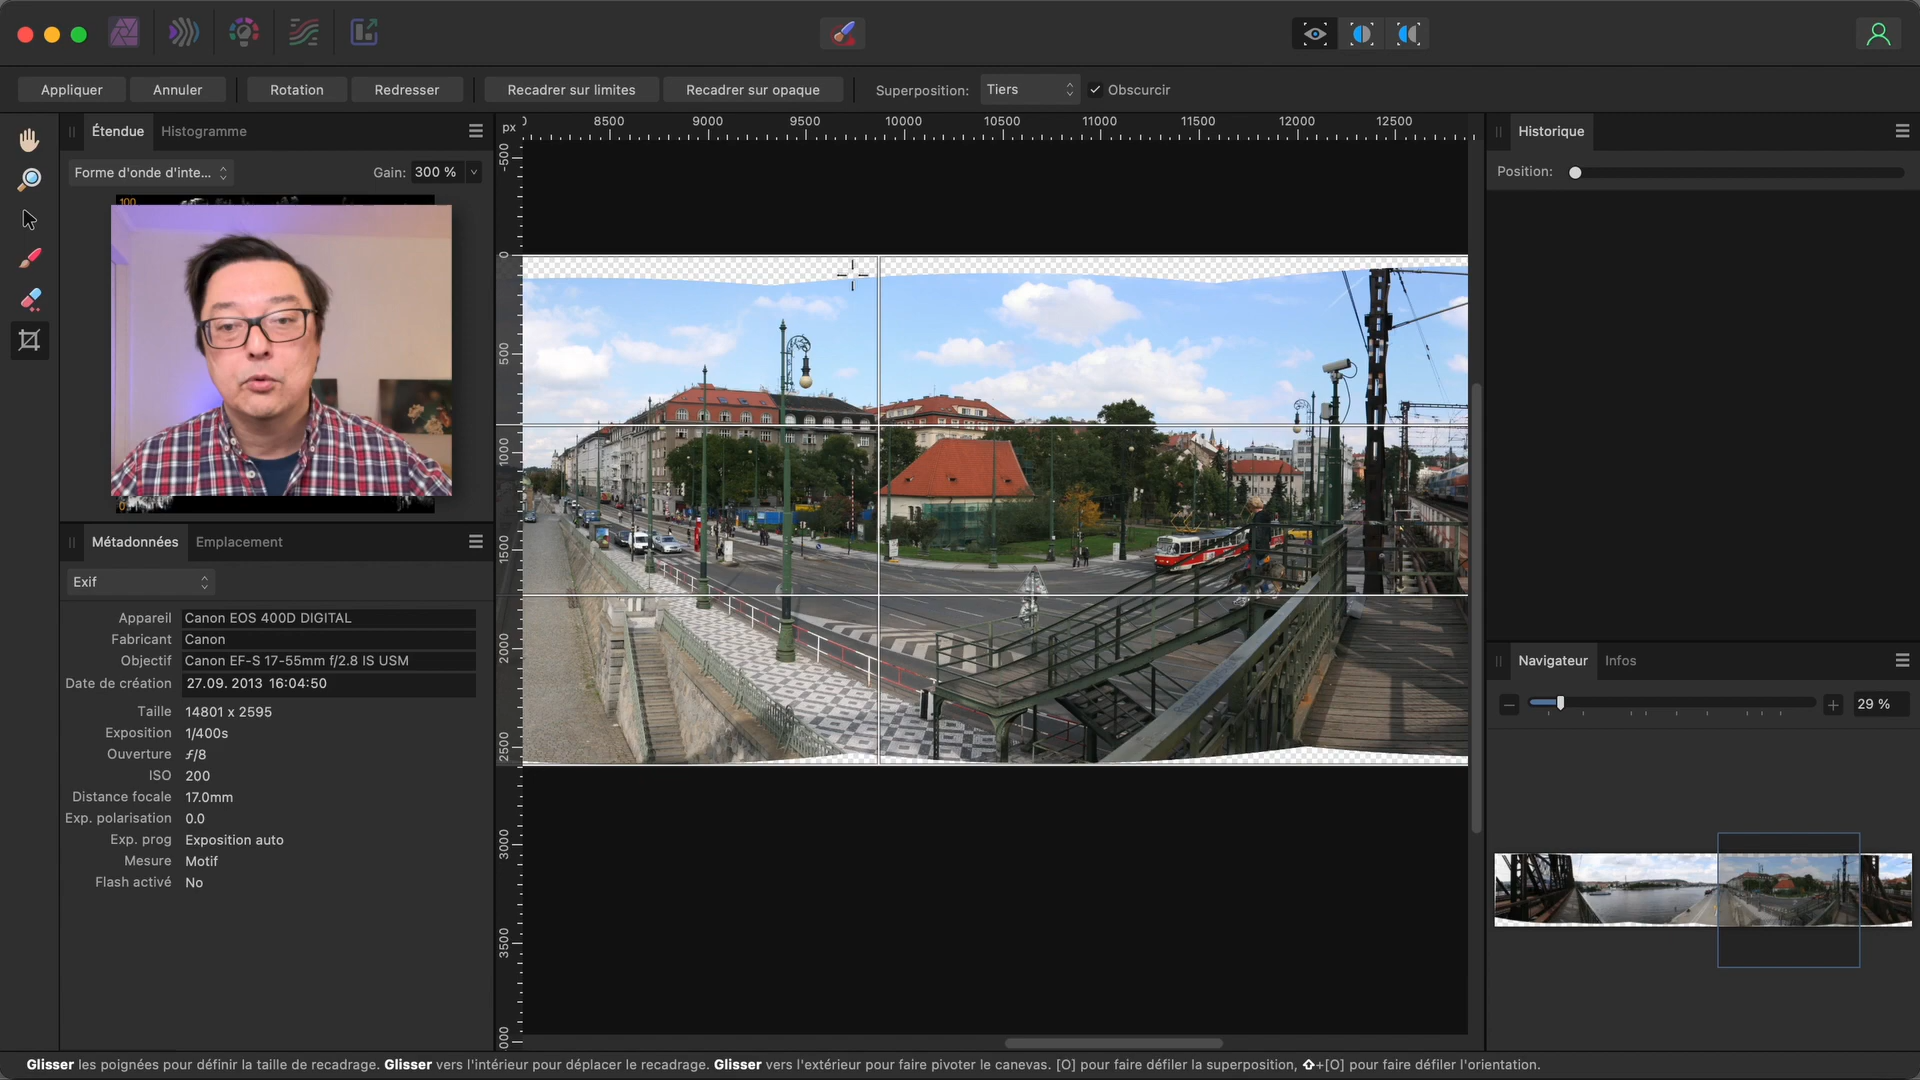 Appliquer
Annuler
Rotation
Redresser
Recadrer sur limites
Recadrer sur opaque
Superposition:
Tiers
Obscurcir
Étendue
Histogramme
Forme d'onde d'inte...
Gain:
300 %
100
0
px
8500
9000
9500
10000
10500
11000
11500
12000
12500
-500
0
500
1000
1500
2000
2500
3000
3500
Métadonnées
Emplacement
Exif
Appareil Canon EOS 400D DIGITAL
Fabricant Canon
Objectif Canon EF-S 17-55mm f/2.8 IS USM
Date de création 27.09. 2013 16:04:50
Taille 14801 x 2595
Exposition 1/400s
Ouverture ƒ/8
ISO 200
Distance focale 17.0mm
Exp. polarisation 0.0
Exp. prog Exposition auto
Mesure Motif
Flash activé No
Historique
Position:
Navigateur
Infos
29 %
Glisser les poignées pour définir la taille de recadrage. Glisser vers l'intérieur pour déplacer le recadrage. Glisser vers l'extérieur pour faire pivoter le canevas. [O] pour faire défiler la superposition, ⇧+[O] pour faire défiler l'orientation.